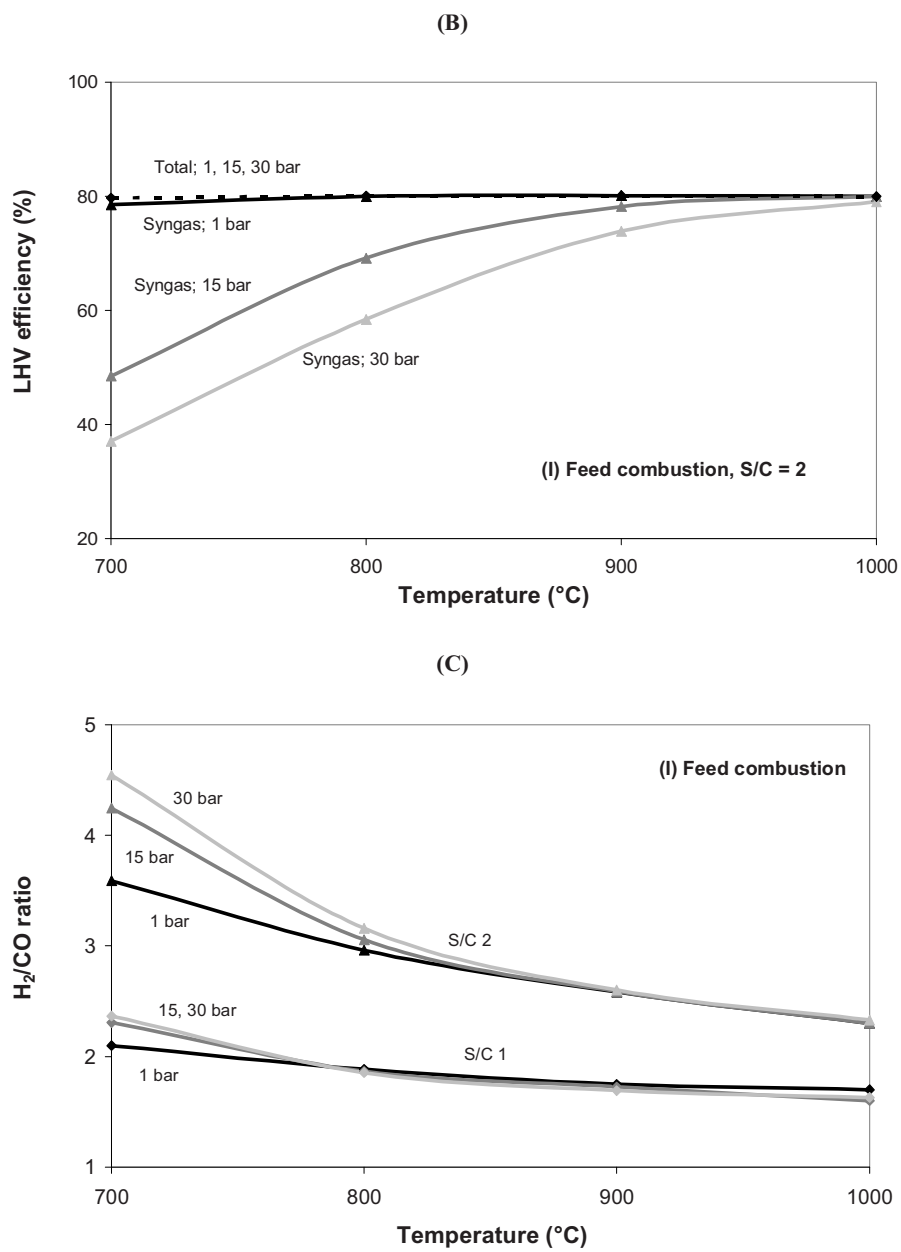 (B)
100
80
60
40
20
LHV efficiency (%)
Total; 1, 15, 30 bar
Syngas; 1 bar
Syngas; 15 bar
Syngas; 30 bar
(I) Feed combustion, S/C = 2
700
800
900
1000
Temperature (°C)
(C)
5
4
3
2
1
H₂/CO ratio
(I) Feed combustion
30 bar
15 bar
1 bar
S/C 2
15, 30 bar
S/C 1
1 bar
700
800
900
1000
Temperature (°C)